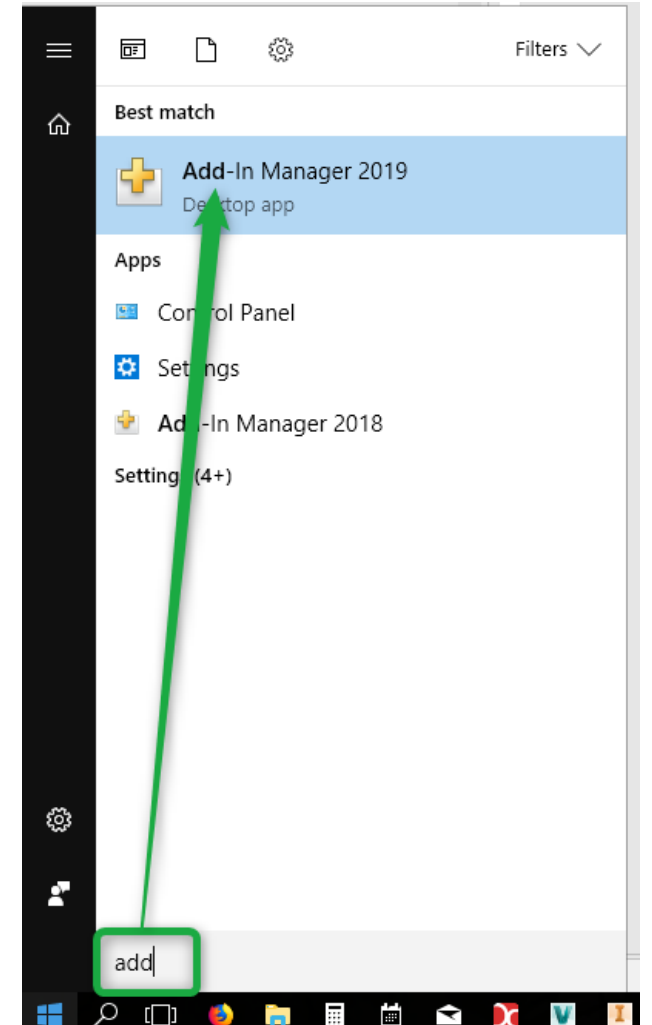 Filters
Best match
Add-In Manager 2019
Desktop app
Apps
Control Panel
Settings
Add-In Manager 2018
Settings (4+)
add